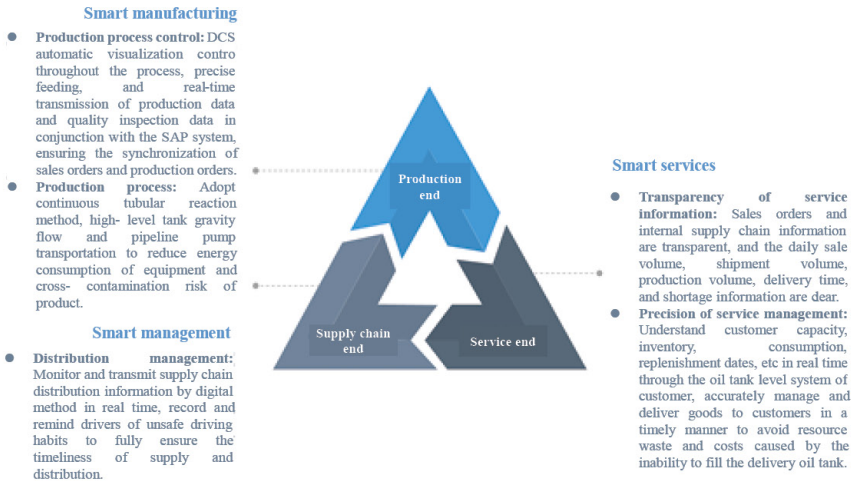 Smart manufacturing
Production process control: DCS
automatic visualization contro
throughout the process, precise
feeding, and real-time
transmission of production data
and quality inspection data in
conjunction with the SAP system,
ensuring the synchronization of
sales orders and production orders.
Production process: Adopt
continuous tubular reaction
method, high- level tank gravity
flow and pipeline pump
transportation to reduce energy
consumption of equipment and
cross- contamination risk of
product.
Smart management
Distribution management:
Monitor and transmit supply chain
distribution information by digital
method in real time, record and
remind drivers of unsafe driving
habits to fully ensure the
timeliness of supply and
distribution.
Production
end
Supply chain
end
Service end
Smart services
Transparency of service
information: Sales orders and
internal supply chain information
are transparent, and the daily sale
volume, shipment volume,
production volume, delivery time,
and shortage information are dear.
Precision of service management:
Understand customer capacity,
inventory, consumption,
replenishment dates, etc in real time
through the oil tank level system of
customer, accurately manage and
deliver goods to customers in a
timely manner to avoid resource
waste and costs caused by the
inability to fill the delivery oil tank.